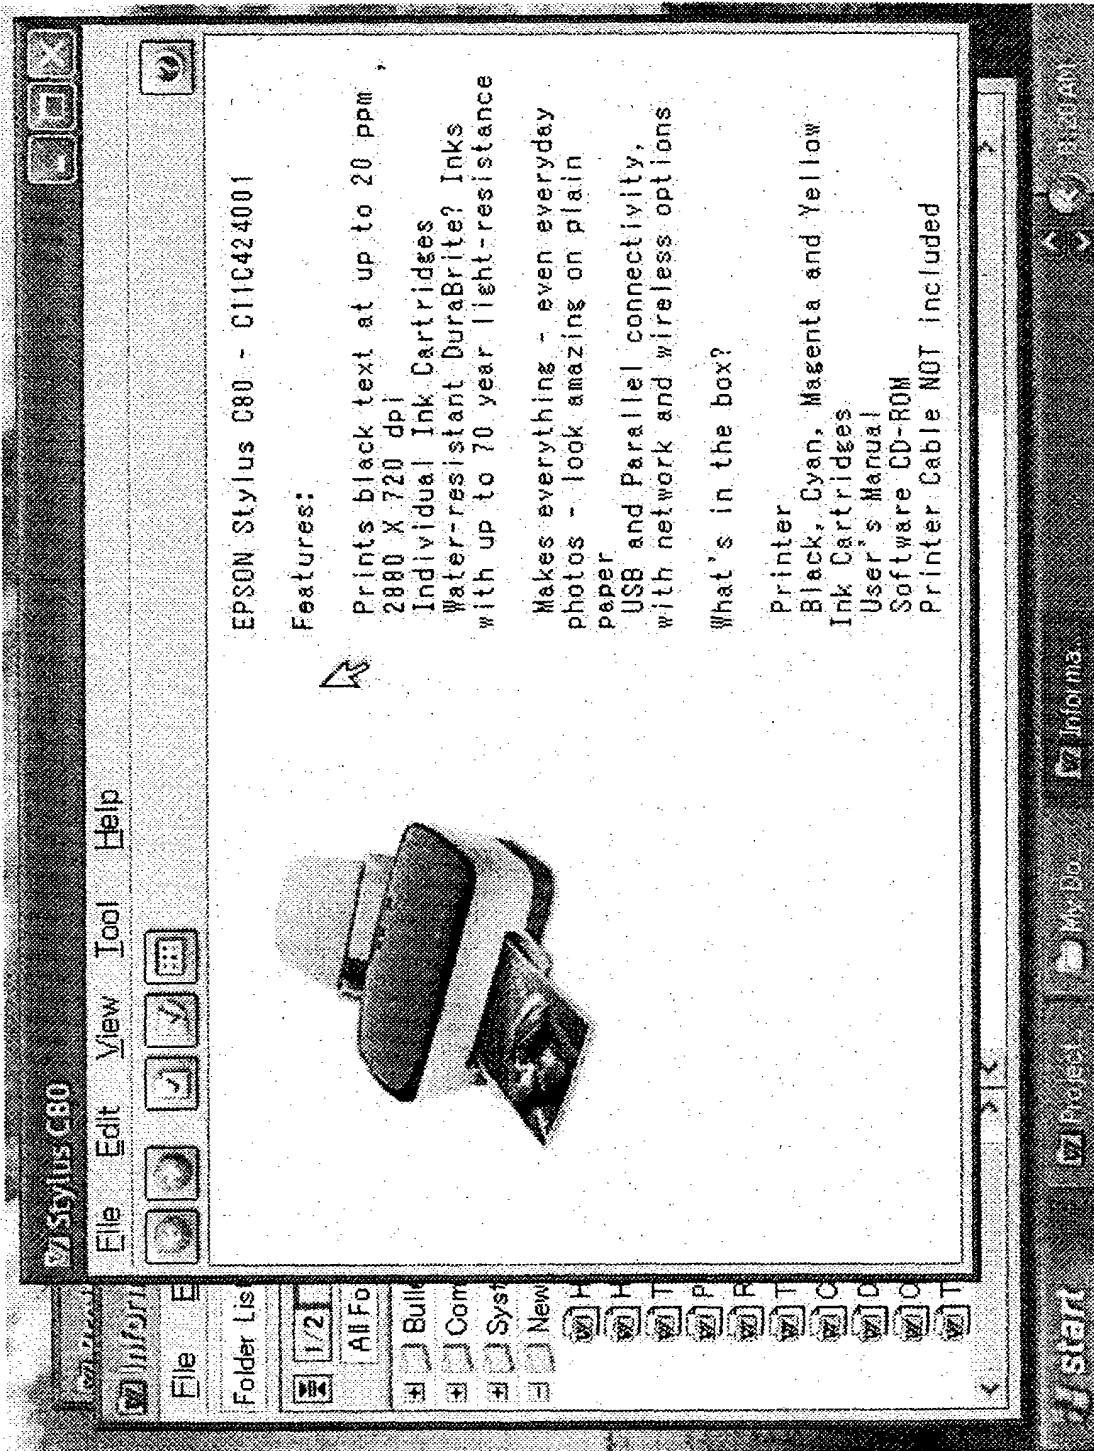 Stylus C80
File Edit View Tool Help
EPSON Stylus C80 - C11C424001
Features:
Prints black text at up to 20 ppm ,
2880 X 720 dpi
Individual Ink Cartridges
Water-resistant DuraBrite? Inks
with up to 70 year light-resistance
Makes everything - even everyday
photos - look amazing on plain
paper
USB and Parallel connectivity,
with network and wireless options
What's in the box?
Printer
Black, Cyan, Magenta and Yellow
Ink Cartridges
User's Manual
Software CD-ROM
Printer Cable NOT included
Infor
File E
Folder Lis
1/2
All Fo
Bulle
Com
Syst
New
H
H
T
P
R
T
C
D
O
T
start
Project
My Do...
Informa...